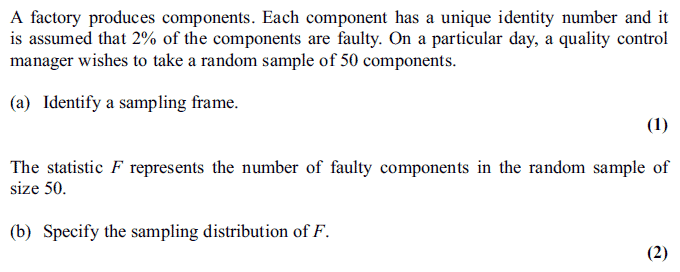 A factory produces components. Each component has a unique identity number and it
is assumed that 2% of the components are faulty. On a particular day, a quality control
manager wishes to take a random sample of 50 components.
(a) Identify a sampling frame.
(1)
The statistic F represents the number of faulty components in the random sample of
size 50.
(b) Specify the sampling distribution of F.
(2)